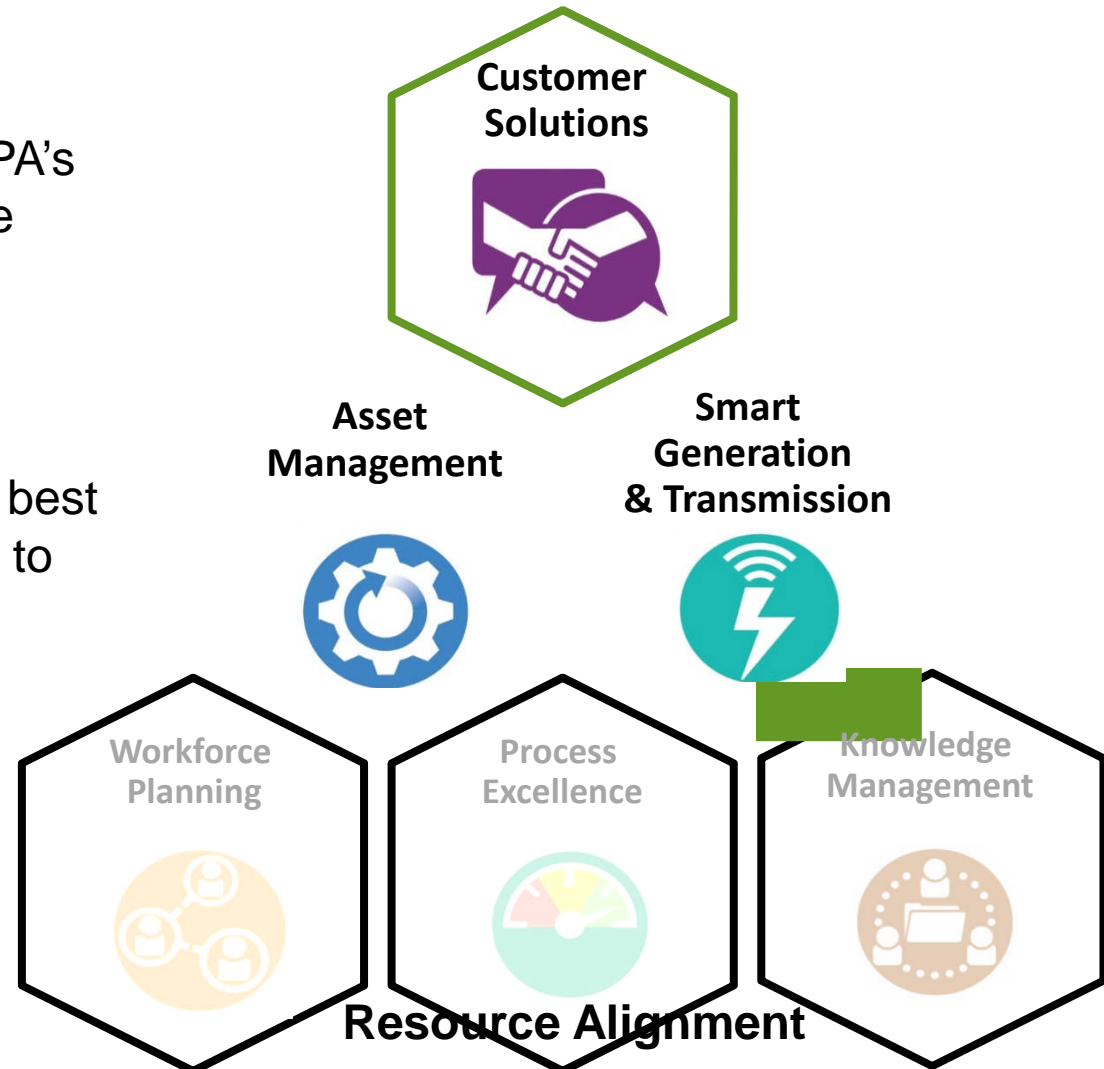 Customer
Solutions
PA's
e
best
to
Asset
Management
Smart
Generation
& Transmission
Workforce
Planning
Process
Excellence
Knowledge
Management
Resource Alignment